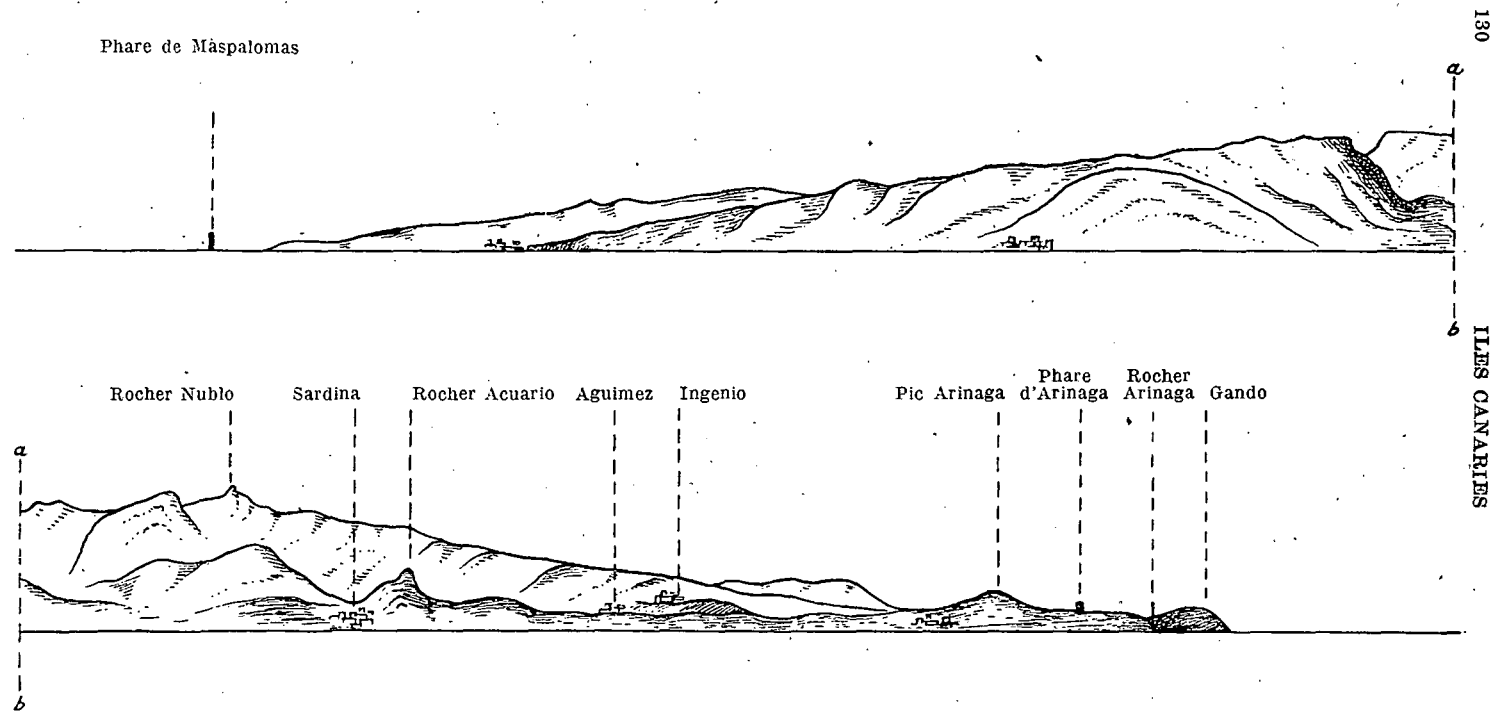 130
ILES CANARIES
Phare de Màspalomas
a
b
Rocher Nublo
Sardina
Rocher Acuario
Aguimez
Ingenio
Pic Arinaga
Phare
d'Arinaga
Rocher
Arinaga
Gando
a
b